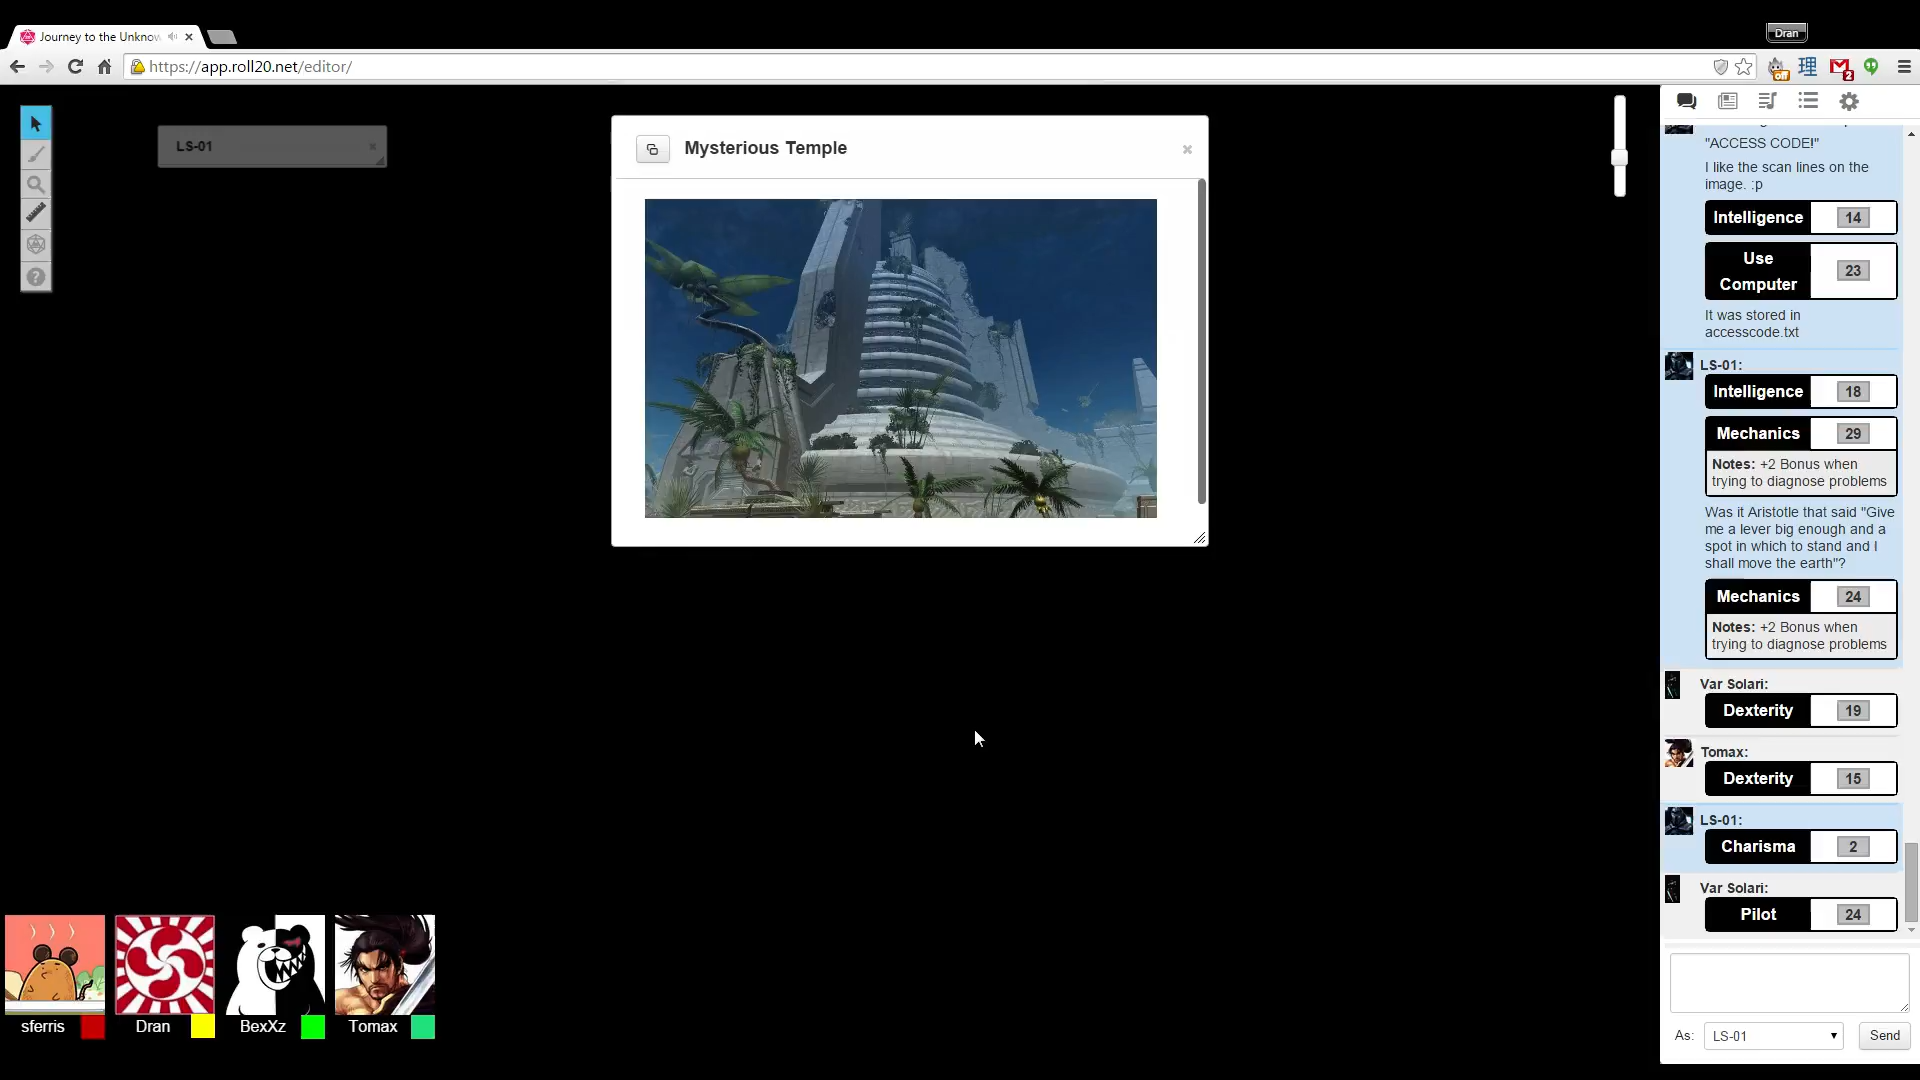 Journey to the Unknow
Dran
https://app.roll20.net/editor/
off
理
2
LS-01
Mysterious Temple
"ACCESS CODE!"
I like the scan lines on the
image. :p
Intelligence 14
Use
Computer 23
It was stored in
accesscode.txt
LS-01:
Intelligence 18
Mechanics 29
Notes: +2 Bonus when
trying to diagnose problems
Was it Aristotle that said "Give
me a lever big enough and a
spot in which to stand and I
shall move the earth"?
Mechanics 24
Notes: +2 Bonus when
trying to diagnose problems
Var Solari:
Dexterity 19
Tomax:
Dexterity 15
LS-01:
Charisma 2
Var Solari:
Pilot 24
sferris
Dran
BexXz
Tomax
As: LS-01
Send